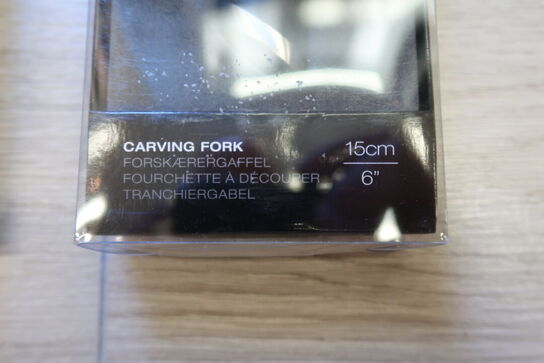 CARVING FORK
FORSKÆRERGAFFEL
FOURCHETTE À DÉCOUPER
TRANCHIERGABEL
15cm
6”